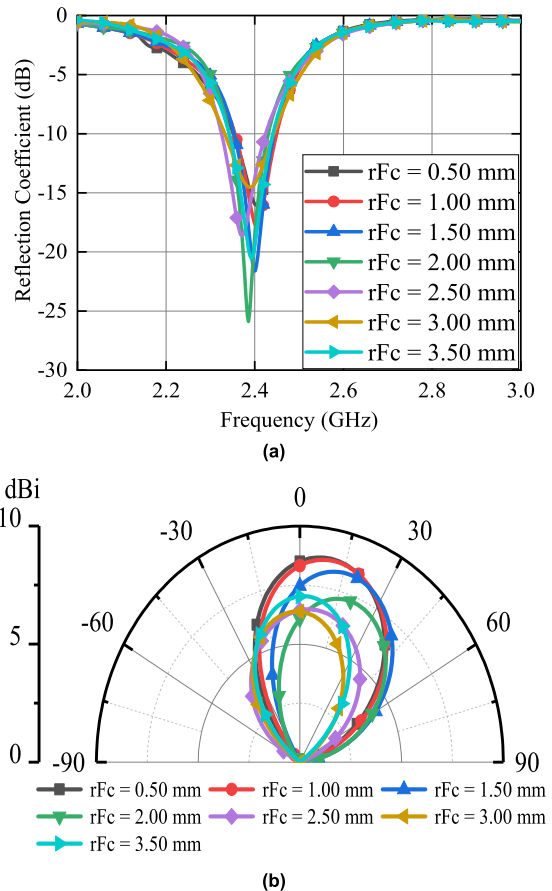 0
-5
-10
-15
-20
-25
-30
Reflection Coefficient (dB)
rFc = 0.50 mm
rFc = 1.00 mm
rFc = 1.50 mm
rFc = 2.00 mm
rFc = 2.50 mm
rFc = 3.00 mm
rFc = 3.50 mm
2.0 2.2 2.4 2.6 2.8 3.0
Frequency (GHz)
(a)
dBi
10
5
0
-90 -60 -30 0 30 60 90
rFc = 0.50 mm rFc = 1.00 mm rFc = 1.50 mm
rFc = 2.00 mm rFc = 2.50 mm rFc = 3.00 mm
rFc = 3.50 mm
(b)